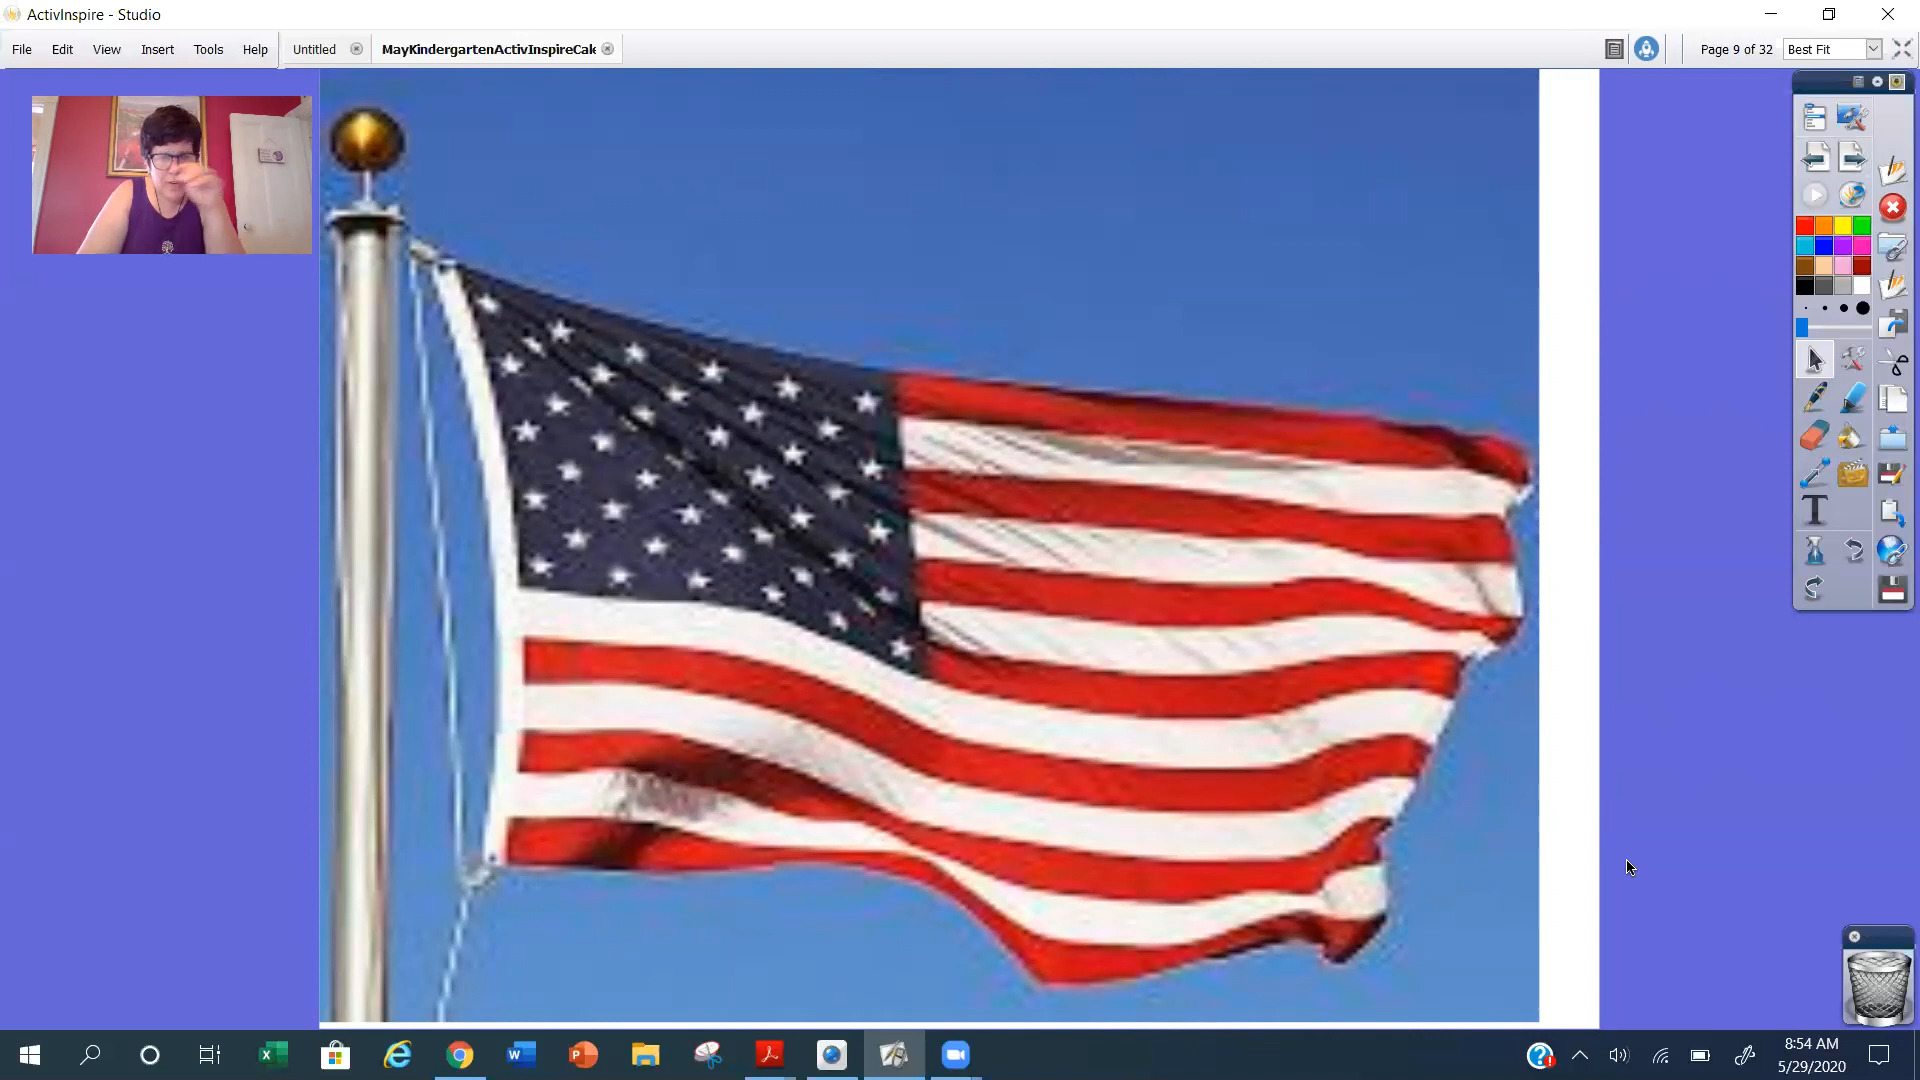 ActivInspire - Studio
File Edit View Insert Tools Help Untitled MayKindergartenActivInspireCak Page 9 of 32 Best Fit
T
8:54 AM
5/29/2020